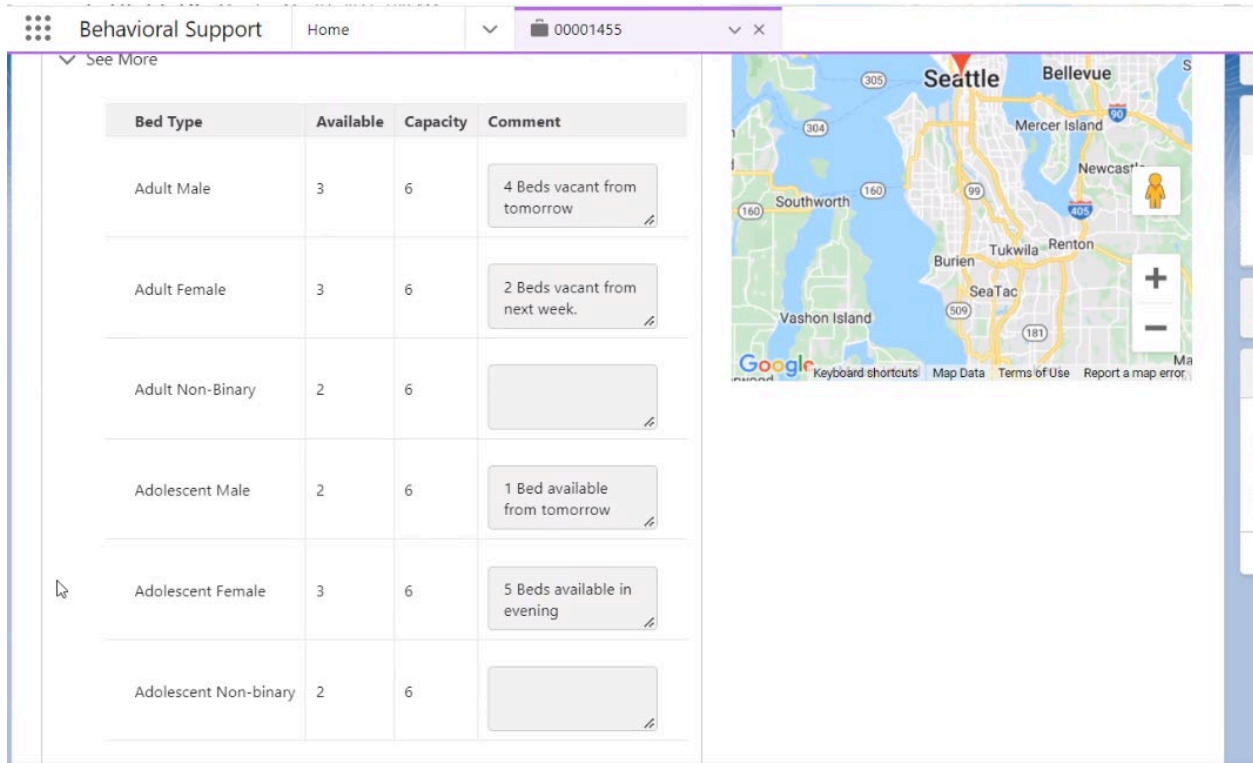 Behavioral Support
Home
00001455
See More
Bed Type Available Capacity Comment
Adult Male 3 6 4 Beds vacant from
tomorrow
Adult Female 3 6 2 Beds vacant from
next week.
Adult Non-Binary 2 6
Adolescent Male 2 6 1 Bed available
from tomorrow
Adolescent Female 3 6 5 Beds available in
evening
Adolescent Non-binary 2 6
305
Seattle
Bellevue
S
90
304
Mercer Island
Newcast
160
99
Southworth
160
405
Tukwila
Renton
Burien
SeaTac
509
Vashon Island
181
Ma
Google
Keyboard shortcuts Map Data Terms of Use Report a map error